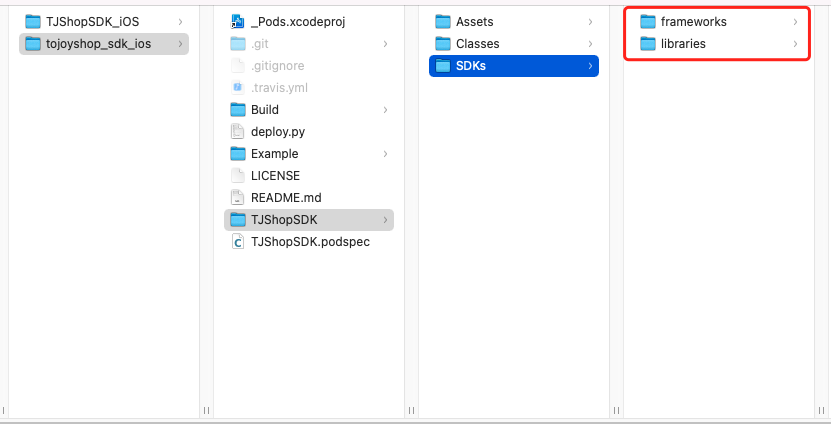 TJShopSDK_iOS
tojoyshop_sdk_ios
_Pods.xcodeproj
.git
.gitignore
.travis.yml
Build
deploy.py
Example
LICENSE
README.md
TJShopSDK
TJShopSDK.podspec
Assets
Classes
SDKs
frameworks
libraries